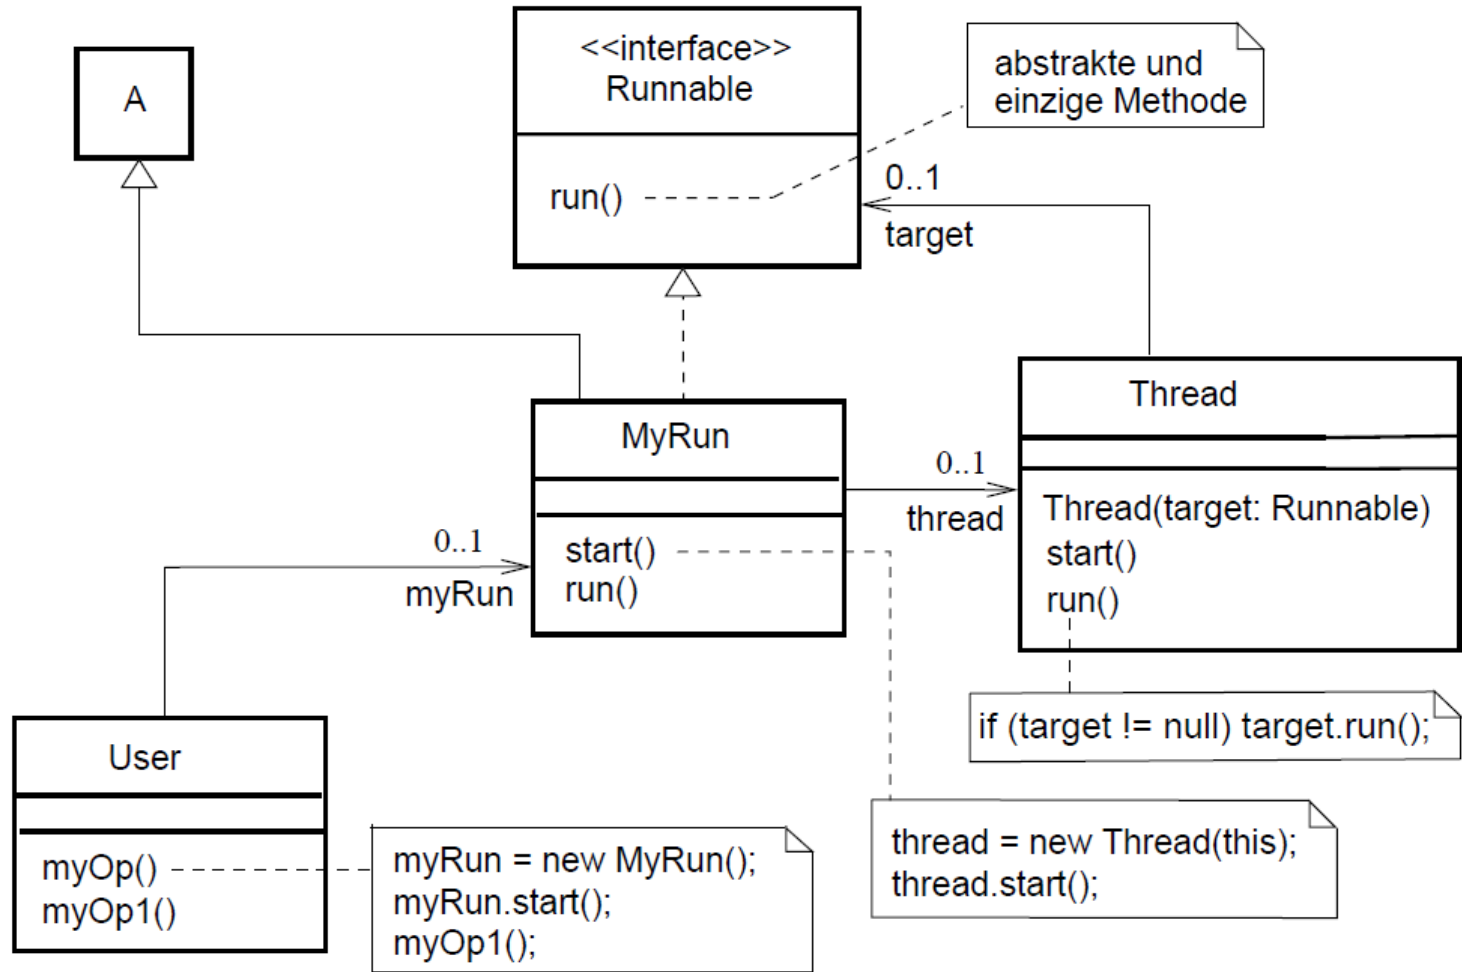 A
<<interface>>
Runnable
run()
abstrakte und
einzige Methode
0..1
target
MyRun
start()
run()
0..1
thread
Thread
Thread(target: Runnable)
start()
run()
if (target != null) target.run();
0..1
myRun
User
myOp()
myOp1()
myRun = new MyRun();
myRun.start();
myOp1();
thread = new Thread(this);
thread.start();